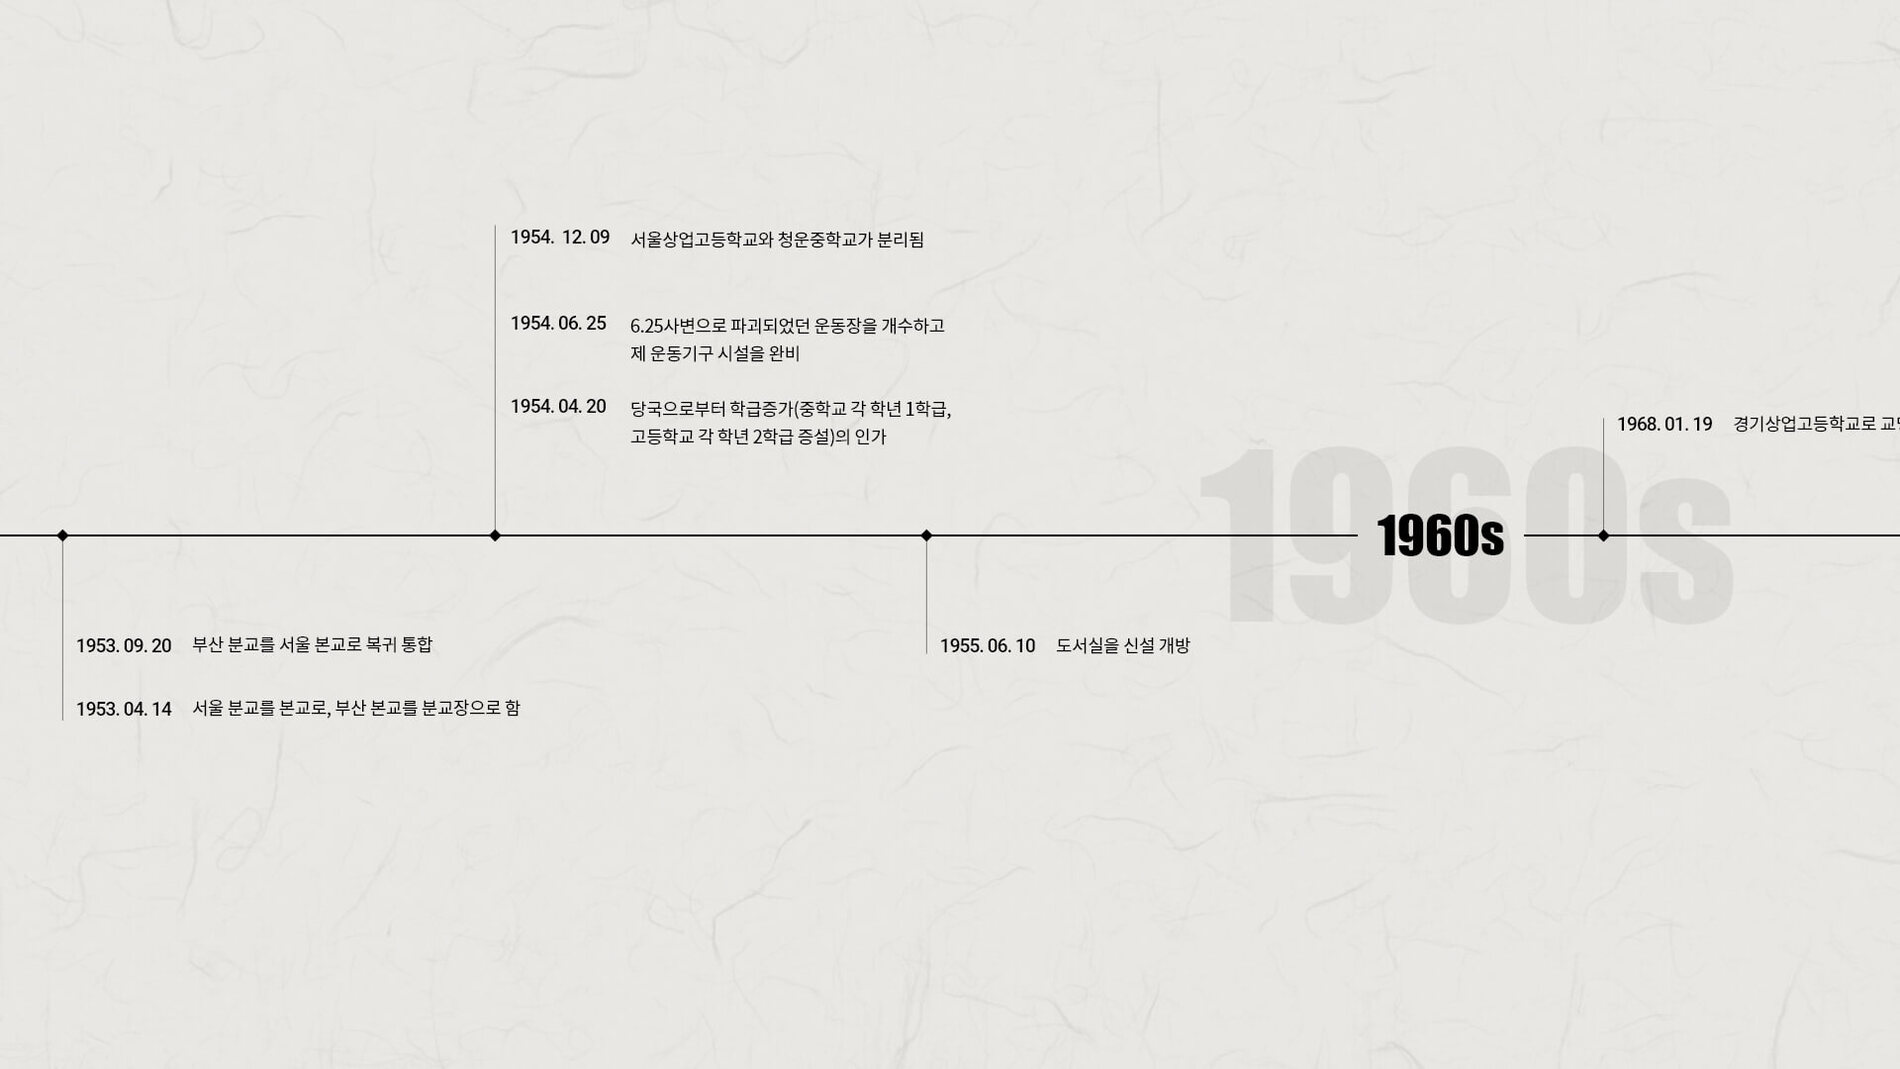 1954. 12. 09 서울상업고등학교와 청운중학교가 분리됨
1954. 06. 25 6.25사변으로 파괴되었던 운동장을 개수하고
제 운동기구 시설을 완비
1954. 04. 20 당국으로부터 학급증가(중학교 각 학년 1학급,
고등학교 각 학년 2학급 증설)의 인가
1968. 01. 19 경기상업고등학교로
1960s
1960s
1953. 09. 20 부산 분교를 서울 본교로 복귀 통합
1955. 06. 10 도서실을 신설 개방
1953. 04. 14 서울 분교를 본교로, 부산 본교를 분교장으로 함